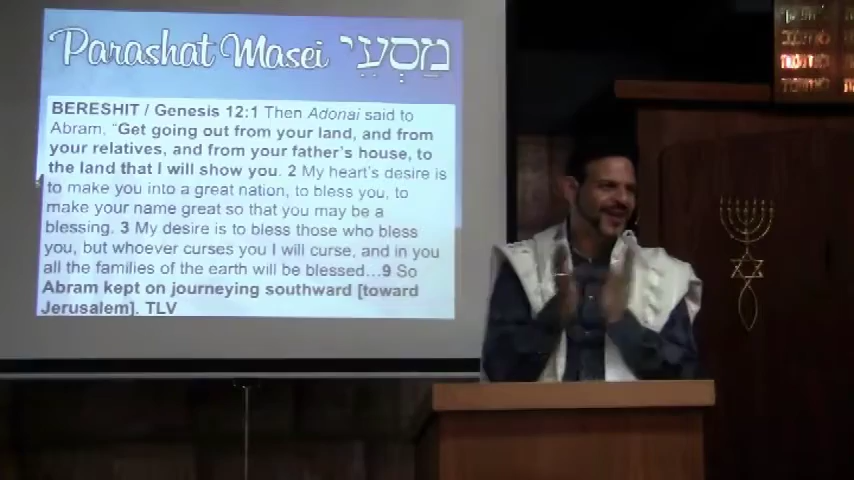 Parashat Masei מַסְעֵי
BERESHIT / Genesis 12:1 Then Adonai said to
Abram, "Get going out from your land, and from
your relatives, and from your father's house, to
the land that I will show you. 2 My heart's desire is
to make you into a great nation, to bless you, to
make your name great so that you may be a
blessing. 3 My desire is to bless those who bless
you, but whoever curses you I will curse, and in you
all the families of the earth will be blessed...9 So
Abram kept on journeying southward [toward
Jerusalem]. TLV